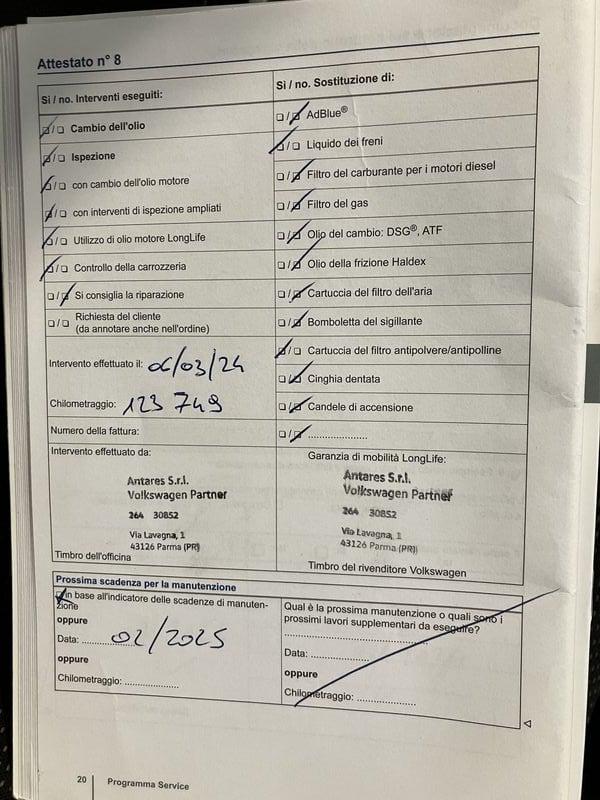 Attestato n° 8
Si / no. Interventi eseguiti:
Cambio dell'olio
Ispezione
con cambio dell'olio motore
con interventi di ispezione ampliati
Utilizzo di olio motore LongLife
Controllo della carrozzeria
Si consiglia la riparazione
Richiesta del cliente
(da annotare anche nell'ordine)
Intervento effettuato il: 06/03/24
Chilometraggio: 123 749
Numero della fattura:
Intervento effettuato da:
Antares S.r.l.
Volkswagen Partner
264 30852
Via Lavagna, 1
43126 Parma (PR)
Timbro dell'officina
Si / no. Sostituzione di:
AdBlue®
Liquido dei freni
Filtro del carburante per i motori diesel
Filtro del gas
Olio del cambio: DSG®, ATF
Olio della frizione Haldex
Cartuccia del filtro dell'aria
Bomboletta del sigillante
Cartuccia del filtro antipolvere/antipolline
Cinghia dentata
Candele di accensione
.....................
Garanzia di mobilità LongLife:
Antares S.r.l.
Volkswagen Partner
264 30852
Via Lavagna, 1
43126 Parma (PR)
Timbro del rivenditore Volkswagen
Prossima scadenza per la manutenzione
in base all'indicatore delle scadenze di manuten-
zione
oppure
Data: 02/2025
oppure
Chilometraggio: ...................
Qual è la prossima manutenzione o quali sono i
prossimi lavori supplementari da eseguire?
Data: ....................
oppure
Chilometraggio: ....................
20 Programma Service